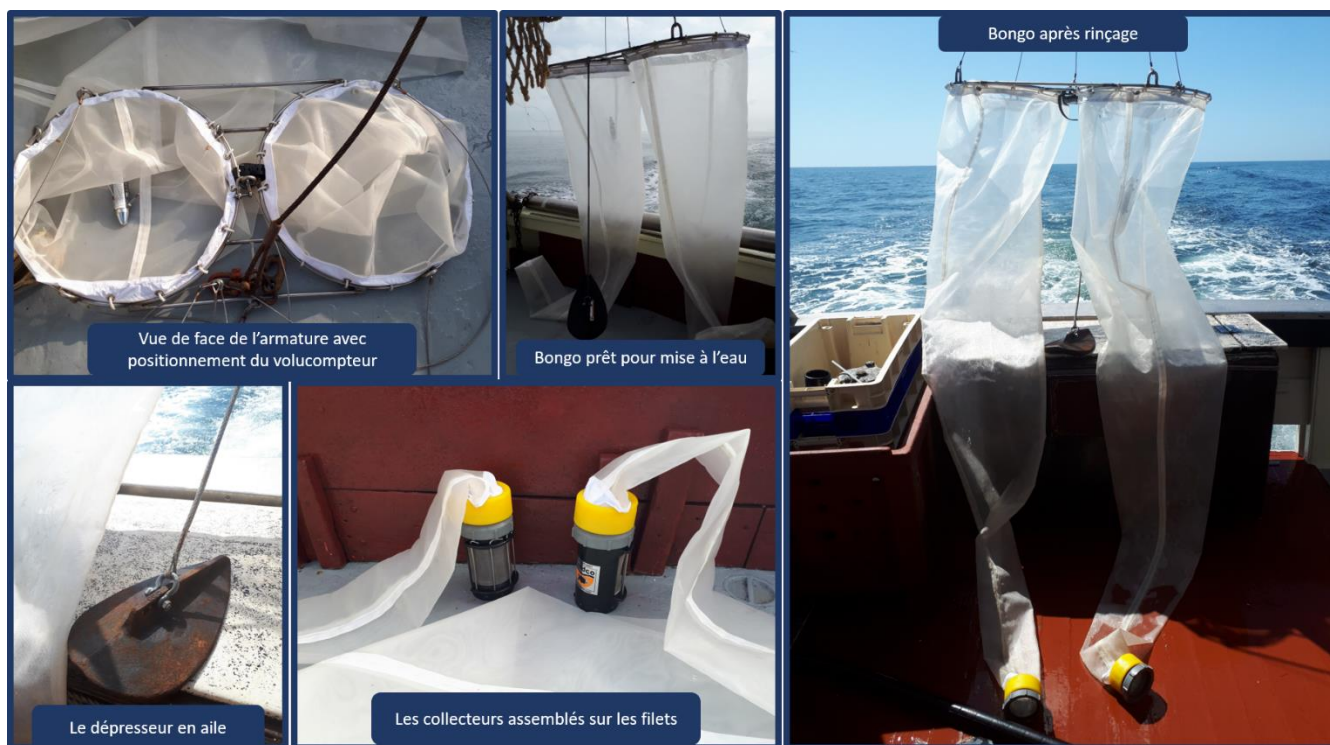 Vue de face de l’armature avec
positionnement du volucompteur
Bongo prêt pour mise à l’eau
Bongo après rinçage
Le dépresseur en aile
Les collecteurs assemblés sur les filets